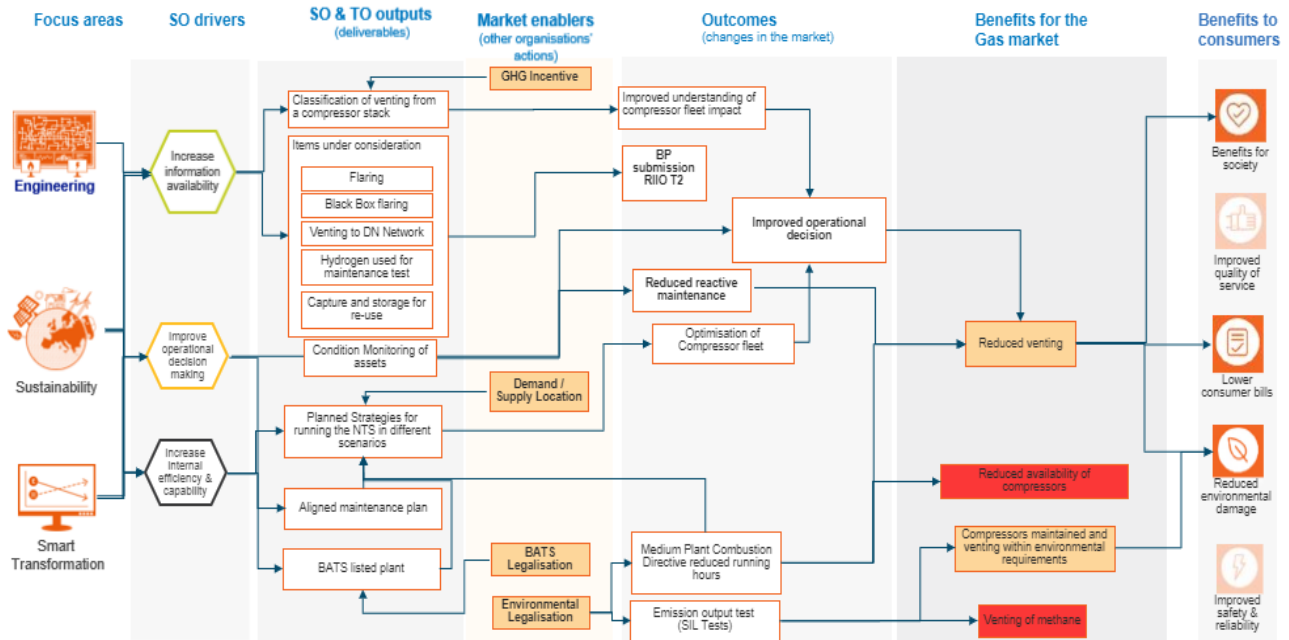 Focus areas
SO drivers
SO & TO outputs
(deliverables)
Market enablers
(other organisations'
actions)
Outcomes
(changes in the market)
Benefits for the
Gas market
Benefits to
consumers
Engineering
Sustainability
Smart
Transformation
Increase
information
availability
Improve
operational
decision
making
Increase
Internal
efficiency &
capability
Classification of venting from
a compressor stack
Items under consideration
Flaring
Black Box flaring
Venting to DN Network
Hydrogen used for
maintenance test
Capture and storage for
re-use
Condition Monitoring of
assets
Planned Strategies for
running the NTS in different
scenarios
Aligned maintenance plan
BATS listed plant
GHG Incentive
Demand /
Supply Location
BATS
Legalisation
Environmental
Legalisation
Improved understanding of
compressor fleet impact
BP
submission
RIIO T2
Improved operational
decision
Reduced reactive
maintenance
Optimisation of
Compressor fleet
Medium Plant Combustion
Directive reduced running
hours
Emission output test
(SIL Tests)
Reduced venting
Reduced availability of
compressors
Compressors maintained and
venting within environmental
requirements
Venting of methane
Benefits for
society
Improved
quality of
service
Lower
consumer bills
Reduced
environmental
damage
Improved
safety &
reliability